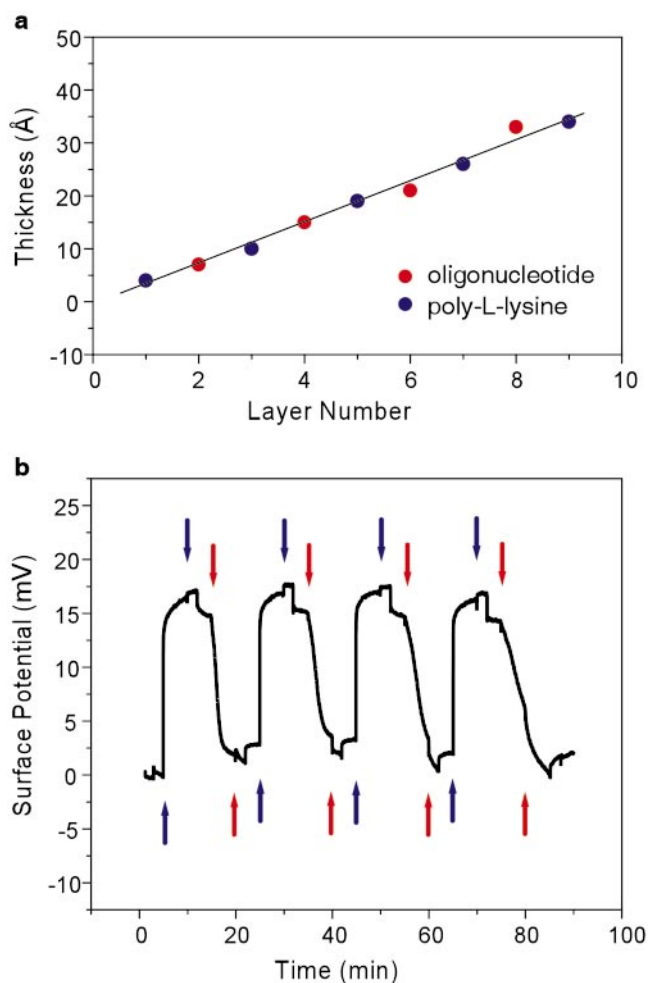 a
50
40
30
20
10
0
-10
Thickness (Å)
oligonucleotide
poly-L-lysine
0 2 4 6 8 10
Layer Number
b
25
20
15
10
5
0
-5
-10
Surface Potential (mV)
0 20 40 60 80 100
Time (min)